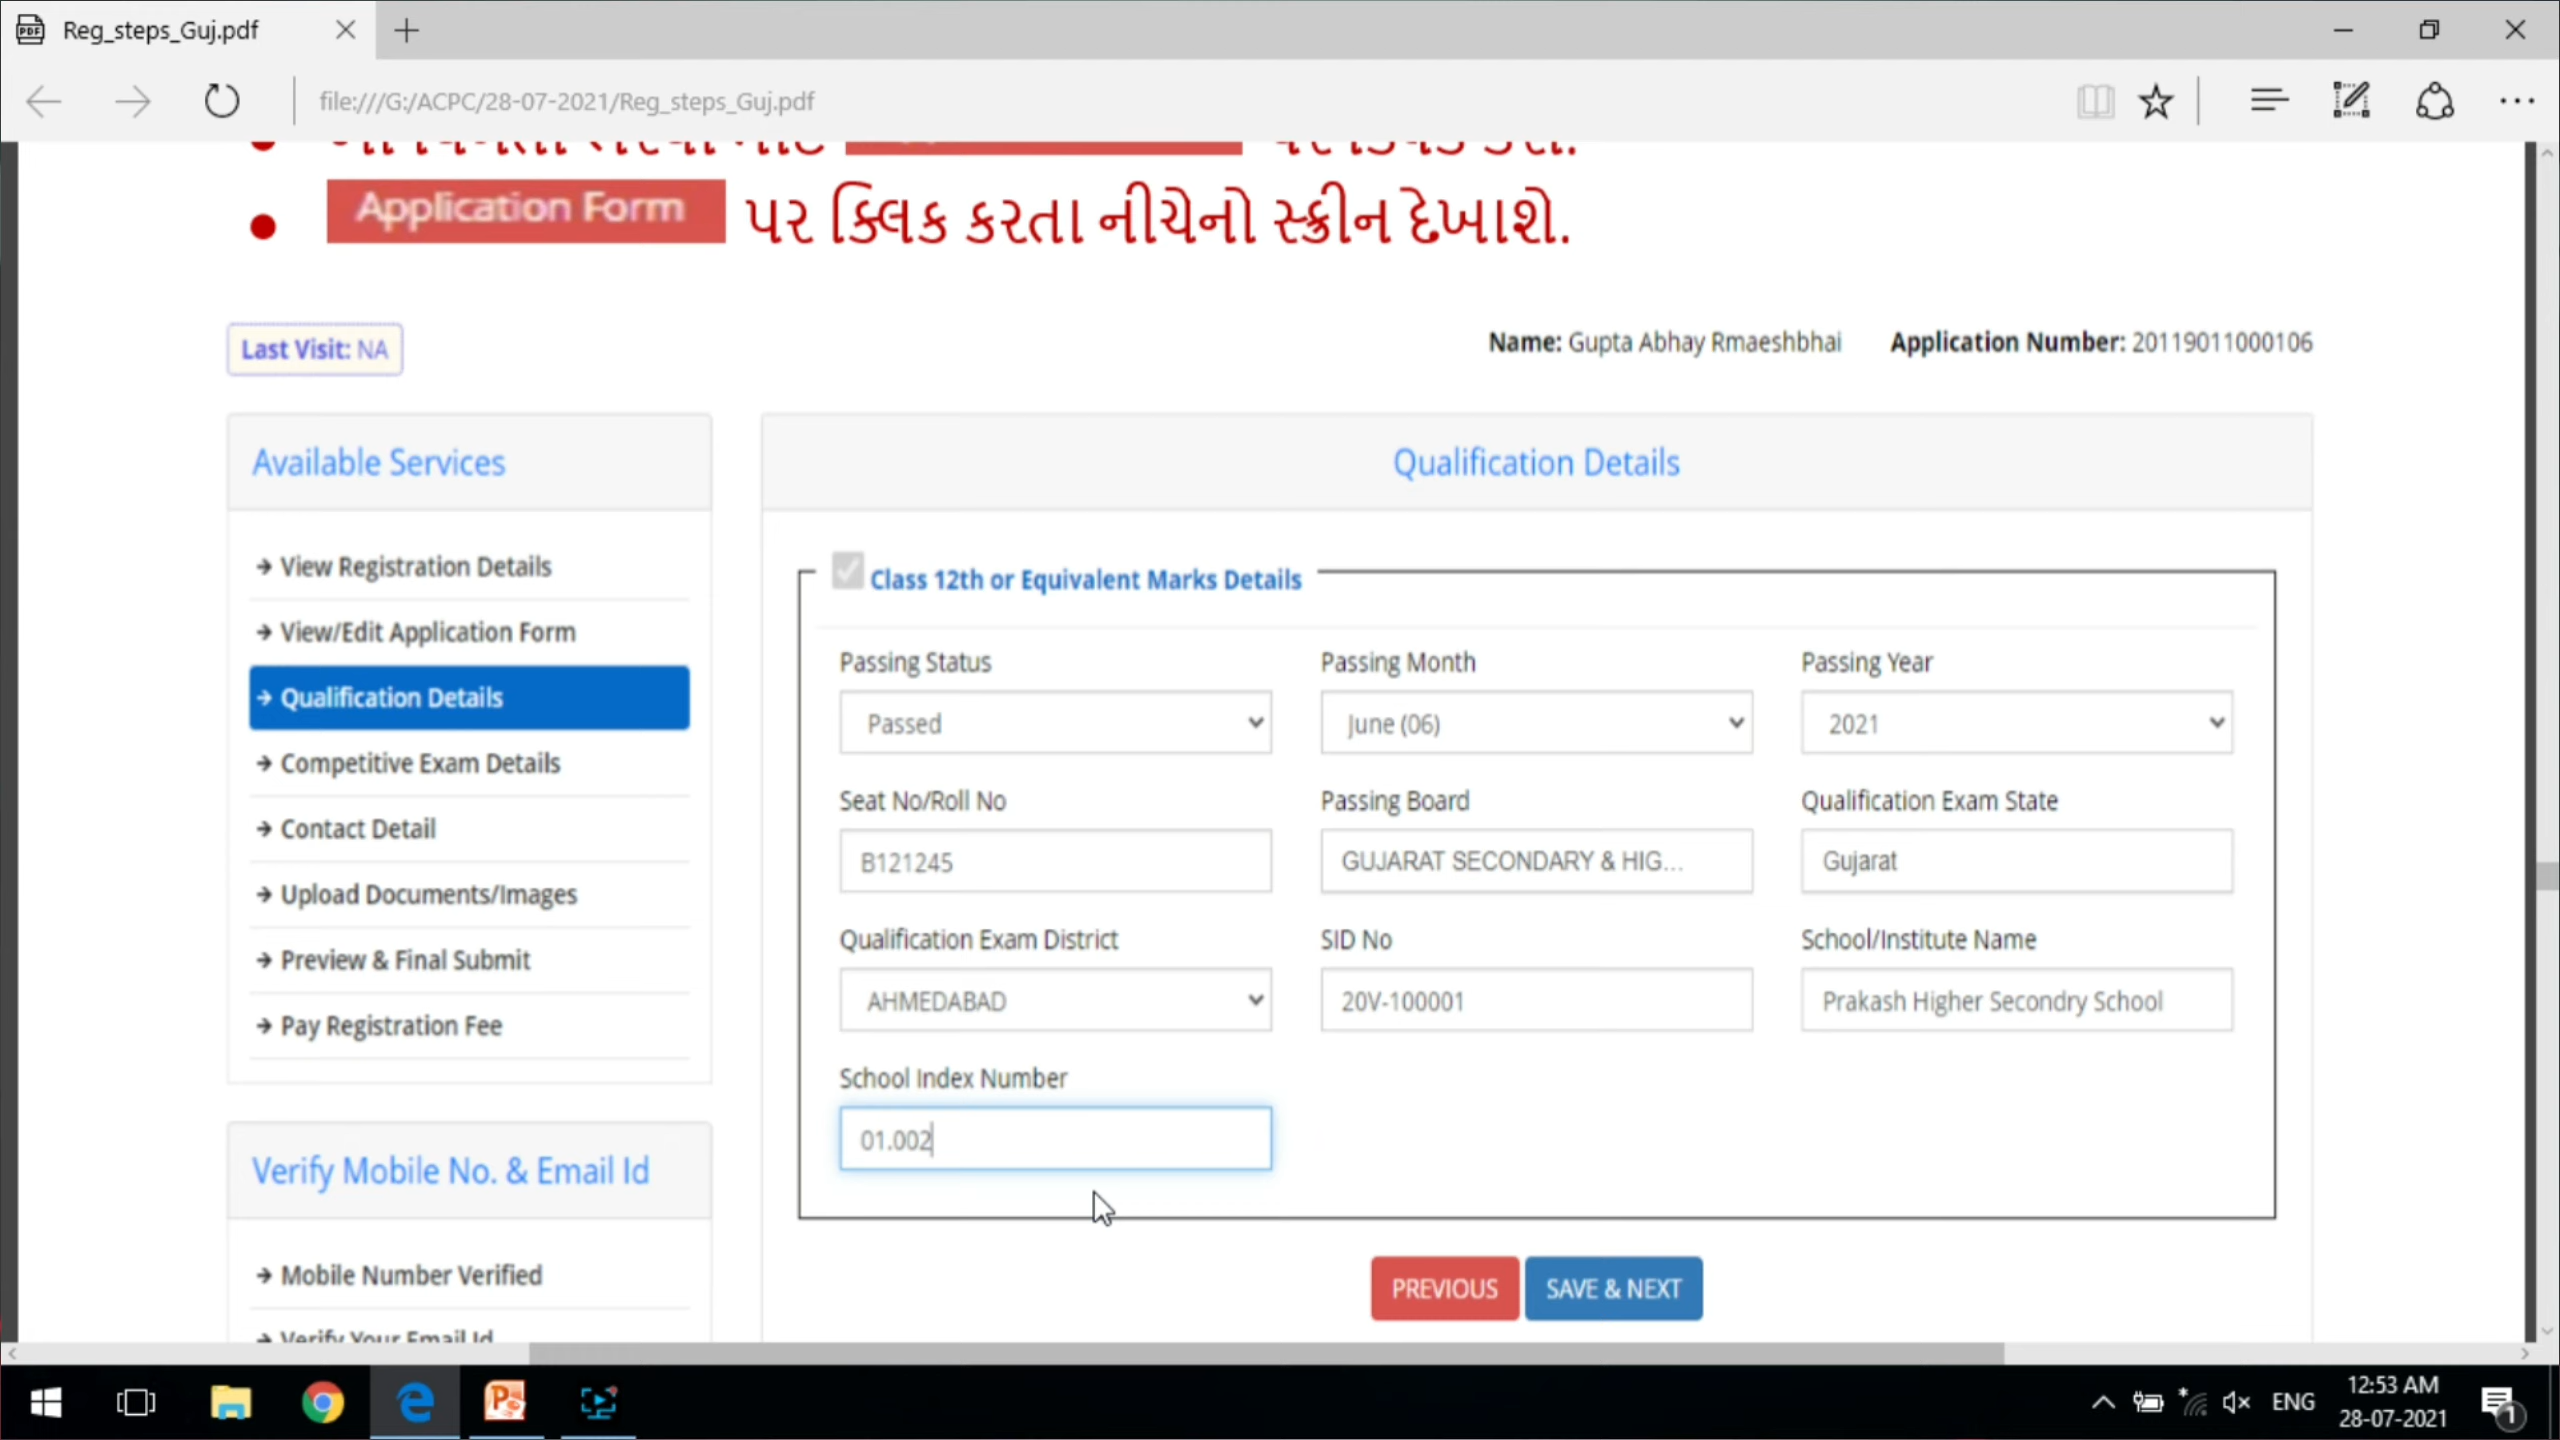 Reg_steps_Guj.pdf
file:///G:/ACPC/28-07-2021/Reg_steps_Guj.pdf
Application Form પર ક્લિક કરતા નીચેનો સ્ક્રીન દેખાશે.
Last Visit: NA
Name: Gupta Abhay Rmaeshbhai Application Number: 20119011000106
Available Services
Qualification Details
View Registration Details
View/Edit Application Form
Qualification Details
Competitive Exam Details
Contact Detail
Upload Documents/Images
Preview & Final Submit
Pay Registration Fee
Verify Mobile No. & Email Id
Mobile Number Verified
Verify Your Email Id
Class 12th or Equivalent Marks Details
Passing Status Passing Month Passing Year
Passed June (06) 2021
Seat No/Roll No Passing Board Qualification Exam State
B121245 GUJARAT SECONDARY & HIG... Gujarat
Qualification Exam District SID No School/Institute Name
AHMEDABAD 20V-100001 Prakash Higher Secondry School
School Index Number
01.002
PREVIOUS SAVE & NEXT
ENG 12:53 AM
28-07-2021
1